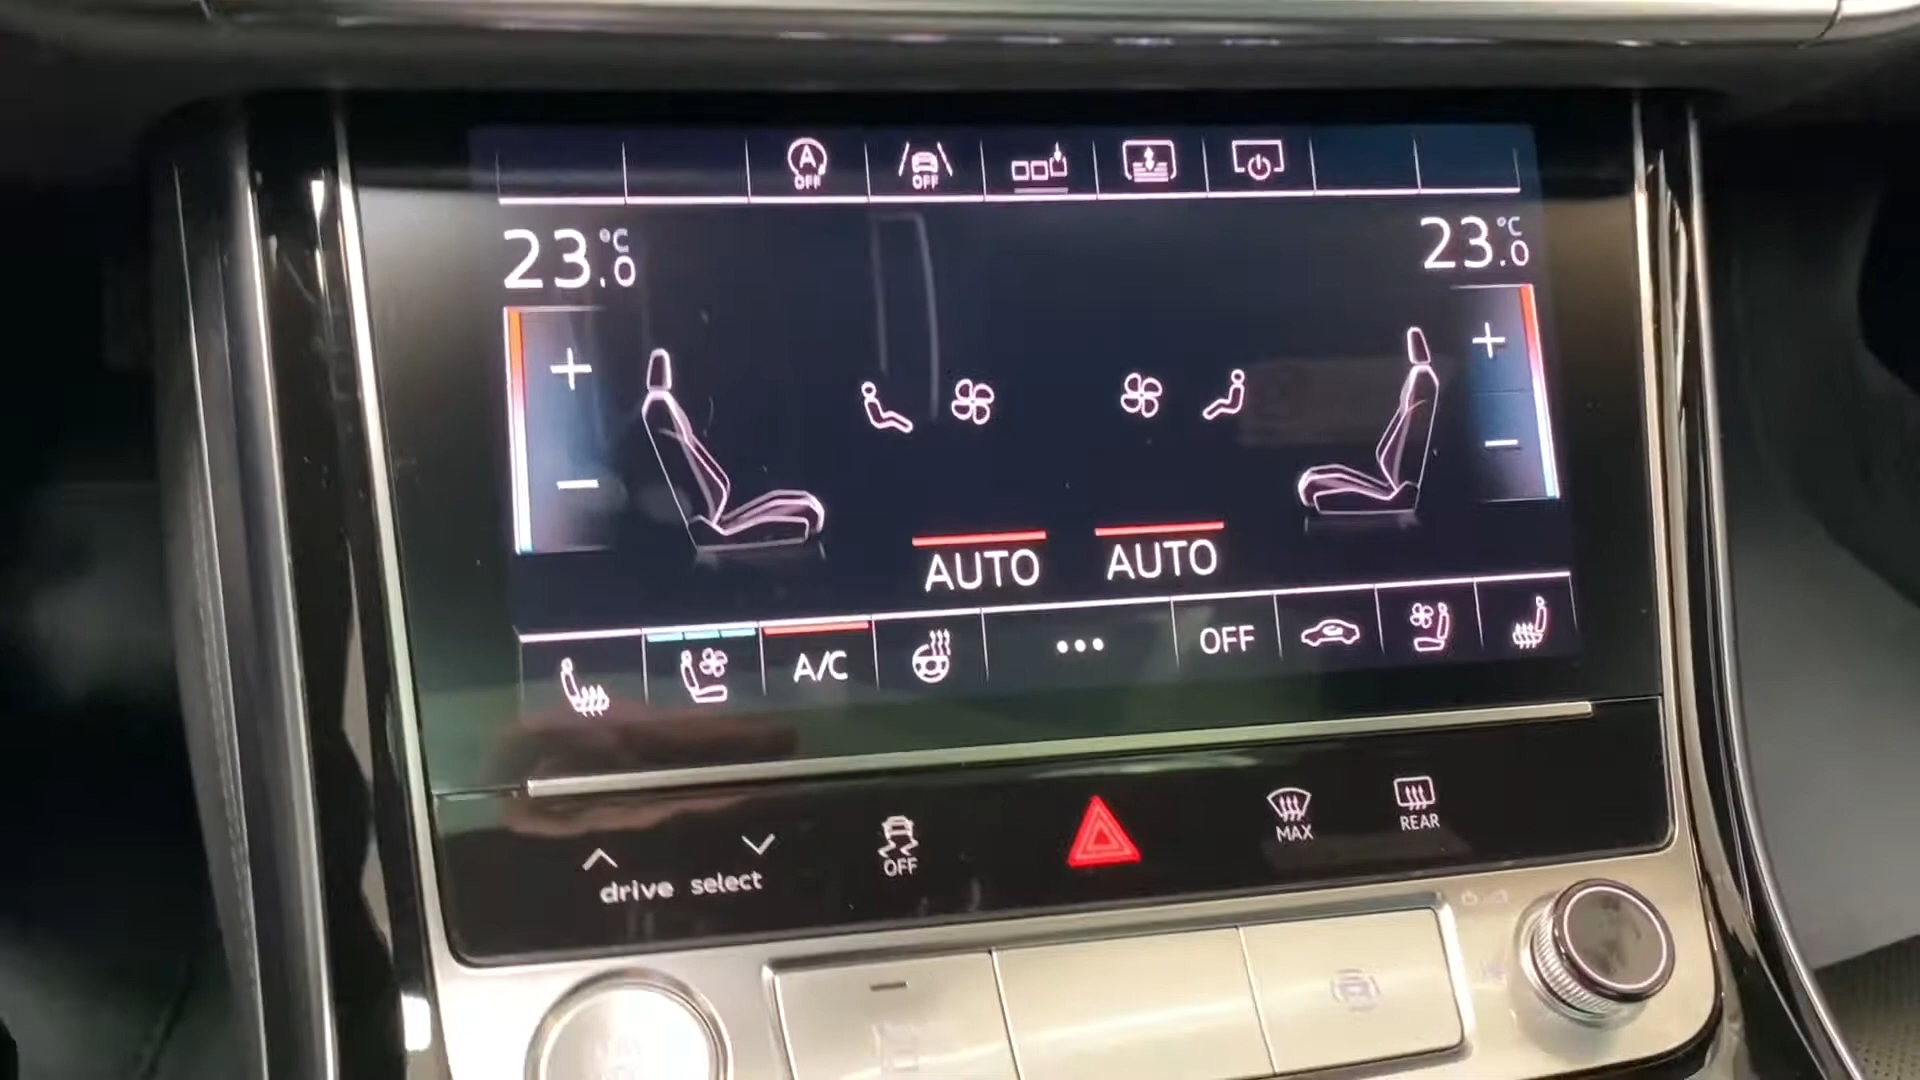 A
OFF
OFF
23.0 °C
23.0 °C
+
+
−
−
AUTO
AUTO
A/C
•••
OFF
drive select
OFF
MAX
REAR